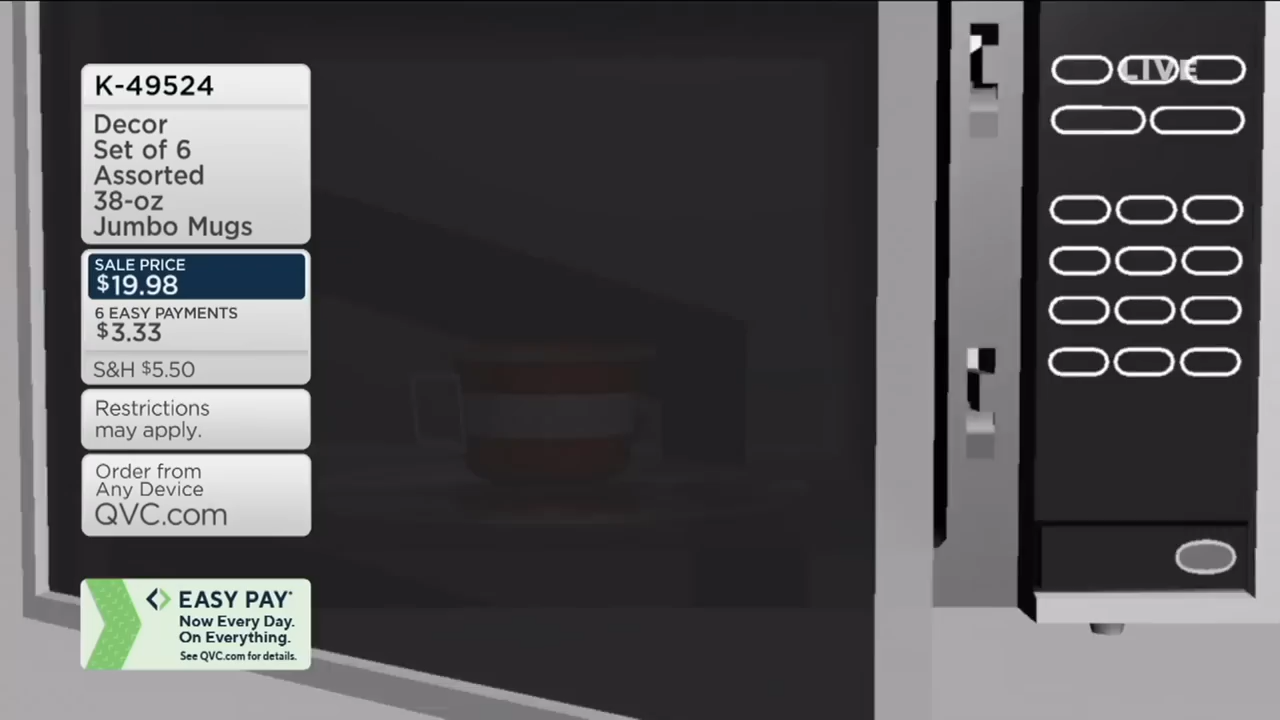 K-49524
Decor
Set of 6
Assorted
38-oz
Jumbo Mugs
SALE PRICE
$19.98
6 EASY PAYMENTS
$3.33
S&H $5.50
Restrictions
may apply.
Order from
Any Device
QVC.com
EASY PAY*
Now Every Day.
On Everything.
See QVC.com for details.
LIVE